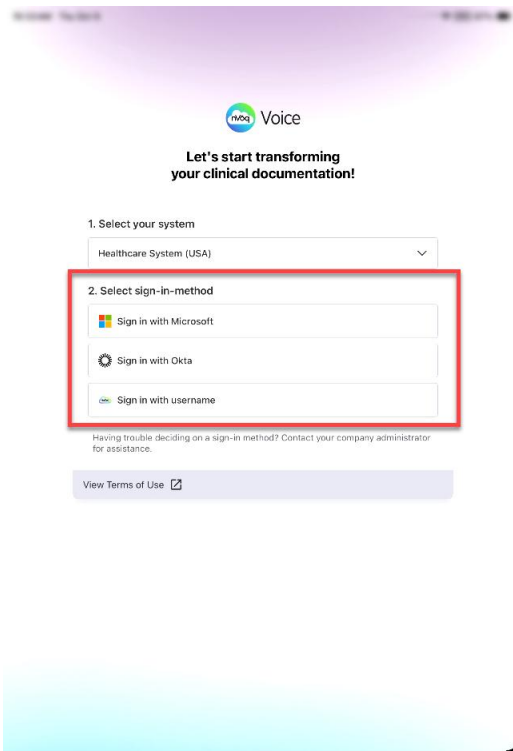 nVoq Voice
Let's start transforming
your clinical documentation!
1. Select your system
Healthcare System (USA)
2. Select sign-in-method
Sign in with Microsoft
Sign in with Okta
Sign in with username
Having trouble deciding on a sign-in method? Contact your company administrator
for assistance.
View Terms of Use